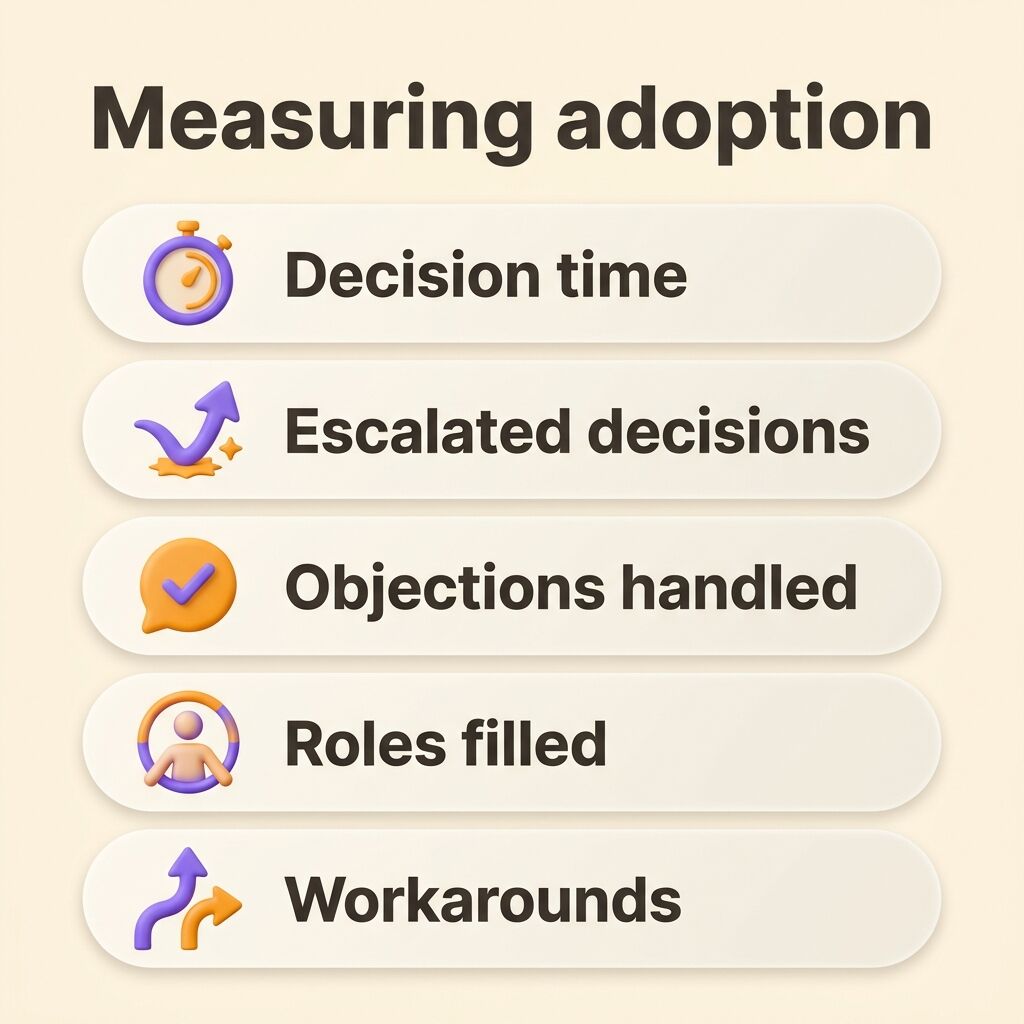 Measuring adoption
Decision time
Escalated decisions
Objections handled
Roles filled
Workarounds